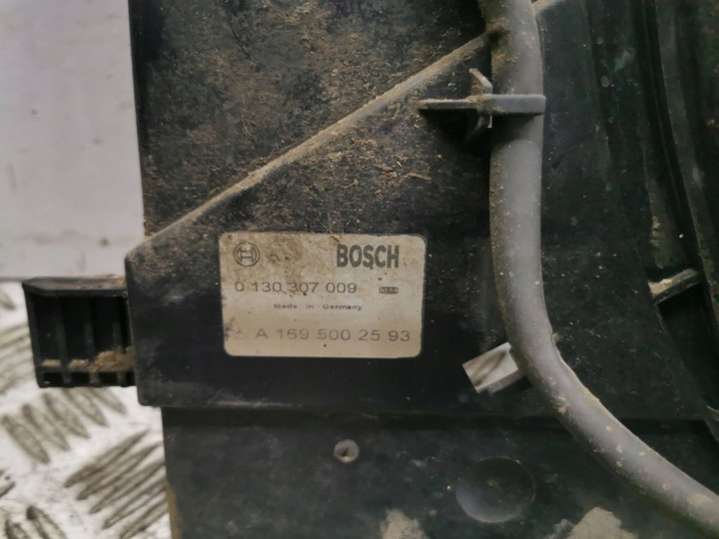 BOSCH
0 130 307 009
Made in Germany
A 169 500 25 93